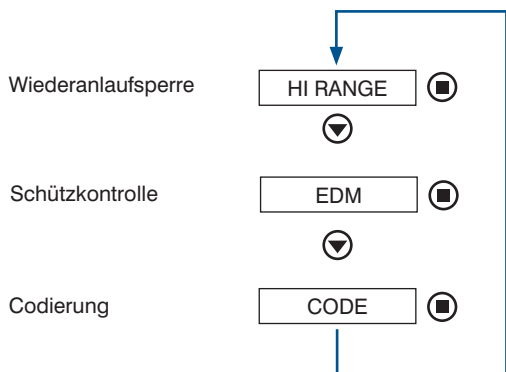 Wiederanlaufsperre HI RANGE
Schützkontrolle EDM
Codierung CODE